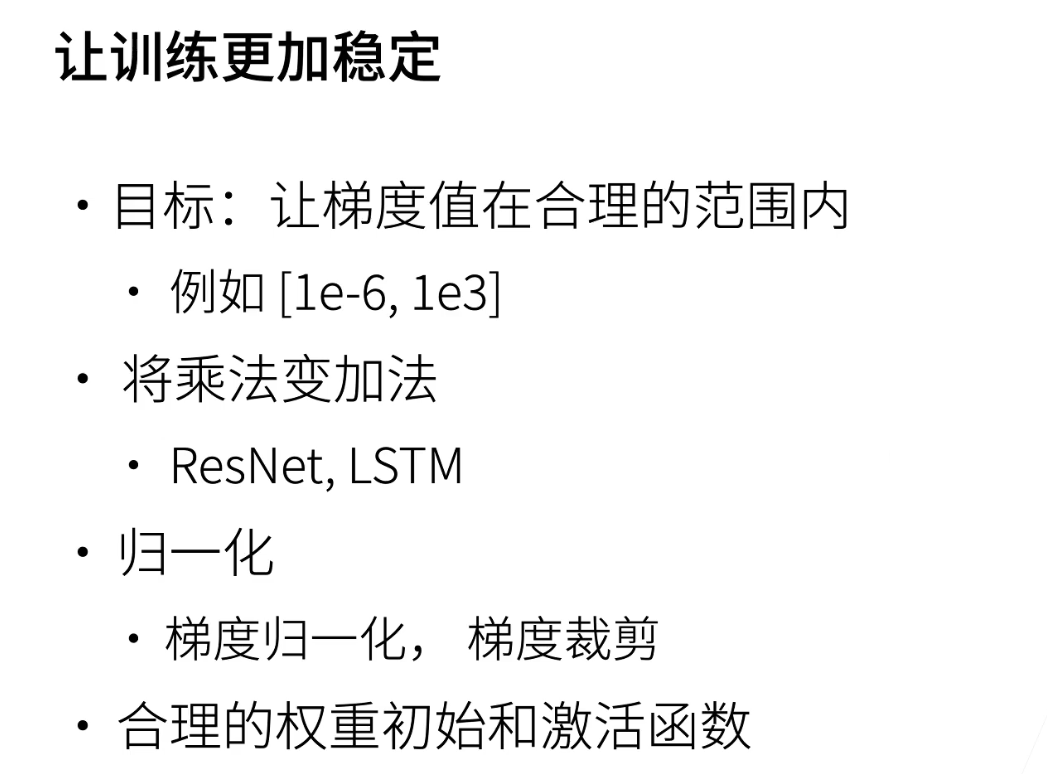 让训练更加稳定
• 目标：让梯度值在合理的范围内
• 例如 [1e-6, 1e3]
• 将乘法变加法
• ResNet, LSTM
• 归一化
• 梯度归一化， 梯度裁剪
• 合理的权重初始和激活函数